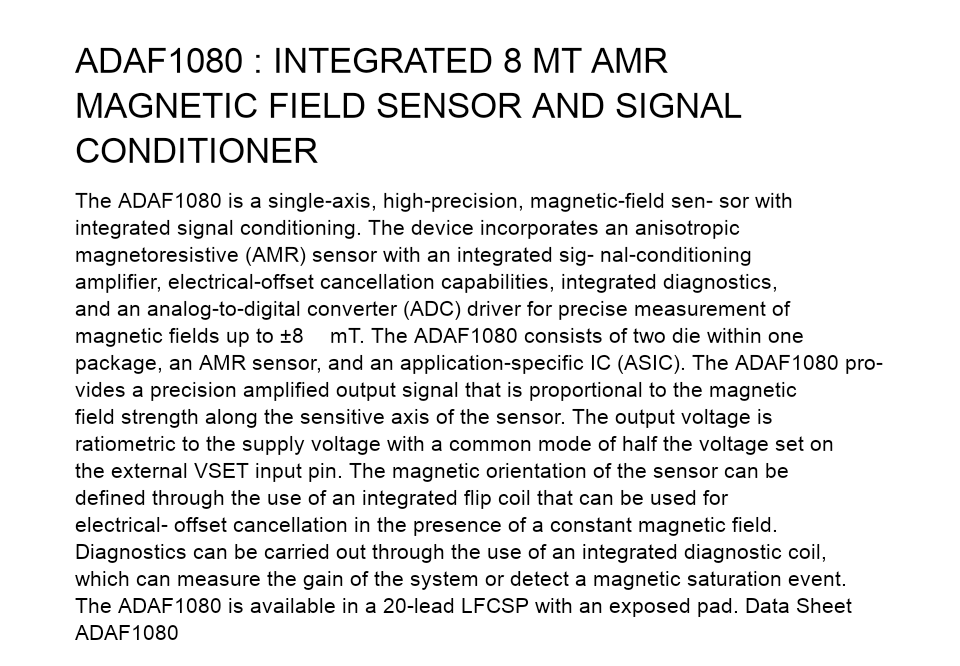 ADAF1080 : INTEGRATED 8 MT AMR
MAGNETIC FIELD SENSOR AND SIGNAL
CONDITIONER
The ADAF1080 is a single-axis, high-precision, magnetic-field sen- sor with
integrated signal conditioning. The device incorporates an anisotropic
magnetoresistive (AMR) sensor with an integrated sig- nal-conditioning
amplifier, electrical-offset cancellation capabilities, integrated diagnostics,
and an analog-to-digital converter (ADC) driver for precise measurement of
magnetic fields up to ±8 mT. The ADAF1080 consists of two die within one
package, an AMR sensor, and an application-specific IC (ASIC). The ADAF1080 pro-
vides a precision amplified output signal that is proportional to the magnetic
field strength along the sensitive axis of the sensor. The output voltage is
ratiometric to the supply voltage with a common mode of half the voltage set on
the external VSET input pin. The magnetic orientation of the sensor can be
defined through the use of an integrated flip coil that can be used for
electrical- offset cancellation in the presence of a constant magnetic field.
Diagnostics can be carried out through the use of an integrated diagnostic coil,
which can measure the gain of the system or detect a magnetic saturation event.
The ADAF1080 is available in a 20-lead LFCSP with an exposed pad. Data Sheet
ADAF1080